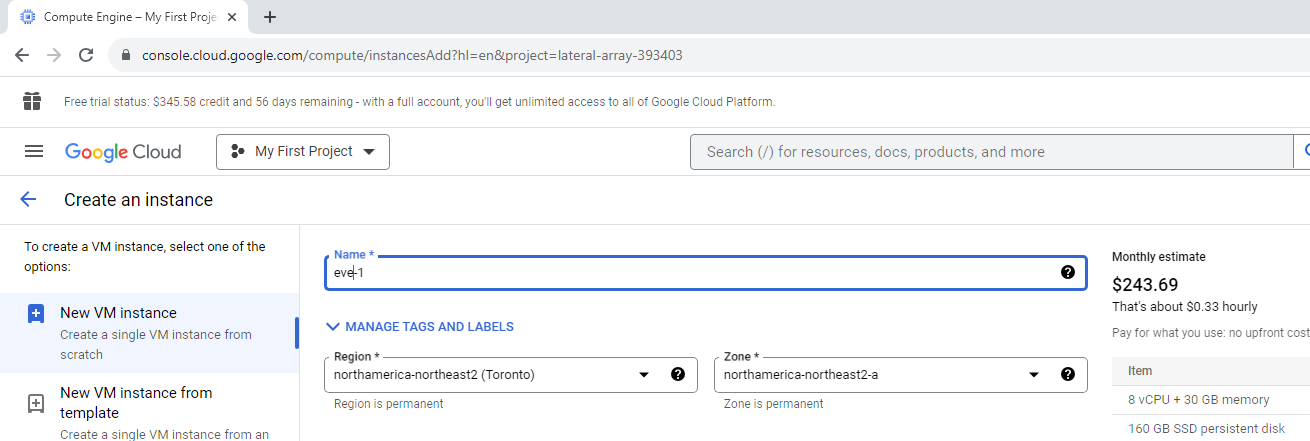 Compute Engine – My First Proje
console.cloud.google.com/compute/instancesAdd?hl=en&project=lateral-array-393403
Free trial status: $345.58 credit and 56 days remaining - with a full account, you'll get unlimited access to all of Google Cloud Platform.
Google Cloud
My First Project
Search (/) for resources, docs, products, and more
Create an instance
To create a VM instance, select one of the
options:
New VM instance
Create a single VM instance from
scratch
New VM instance from
template
Create a single VM instance from an
Name *
eve-1
MANAGE TAGS AND LABELS
Region *
northamerica-northeast2 (Toronto)
Region is permanent
Zone *
northamerica-northeast2-a
Zone is permanent
Monthly estimate
$243.69
That's about $0.33 hourly
Pay for what you use: no upfront cost
Item
8 vCPU + 30 GB memory
160 GB SSD persistent disk